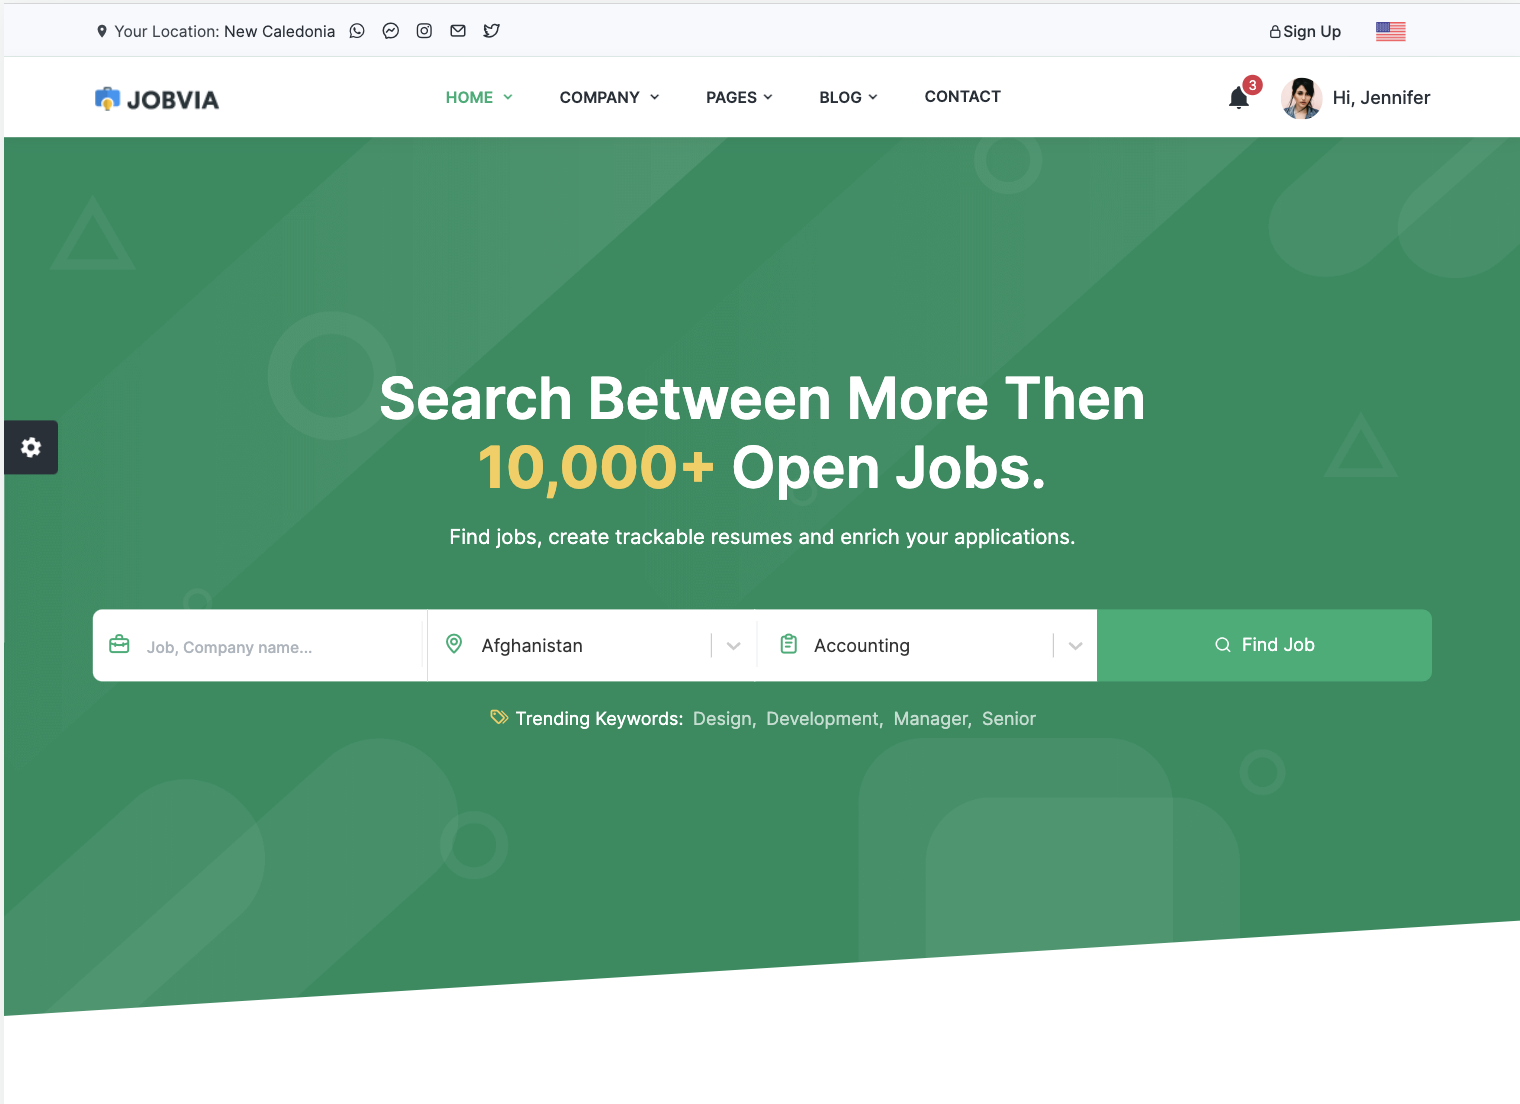 Your Location: New Caledonia
Sign Up
JOBVIA
HOME
COMPANY
PAGES
BLOG
CONTACT
3
Hi, Jennifer
Search Between More Then
10,000+ Open Jobs.
Find jobs, create trackable resumes and enrich your applications.
Job, Company name...
Afghanistan
Accounting
Find Job
Trending Keywords: Design, Development, Manager, Senior